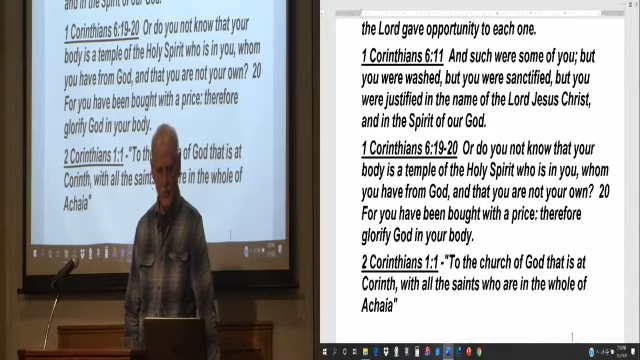 and in the Spirit of our God.
1 Corinthians 6:19-20 Or do you not know that your
body is a temple of the Holy Spirit who is in you, whom
you have from God, and that you are not your own? 20
For you have been bought with a price: therefore
glorify God in your body.
2 Corinthians 1:1 -"To the of God that is at
Corinth, with all the saints are in the whole of
Achaia"
1
the Lord gave opportunity to each one.
1 Corinthians 6:11 And such were some of you; but
you were washed, but you were sanctified, but you
were justified in the name of the Lord Jesus Christ,
and in the Spirit of our God.
1 Corinthians 6:19-20 Or do you not know that your
body is a temple of the Holy Spirit who is in you, whom
you have from God, and that you are not your own? 20
For you have been bought with a price: therefore
glorify God in your body.
2 Corinthians 1:1 -"To the church of God that is at
Corinth, with all the saints who are in the whole of
Achaia"
1